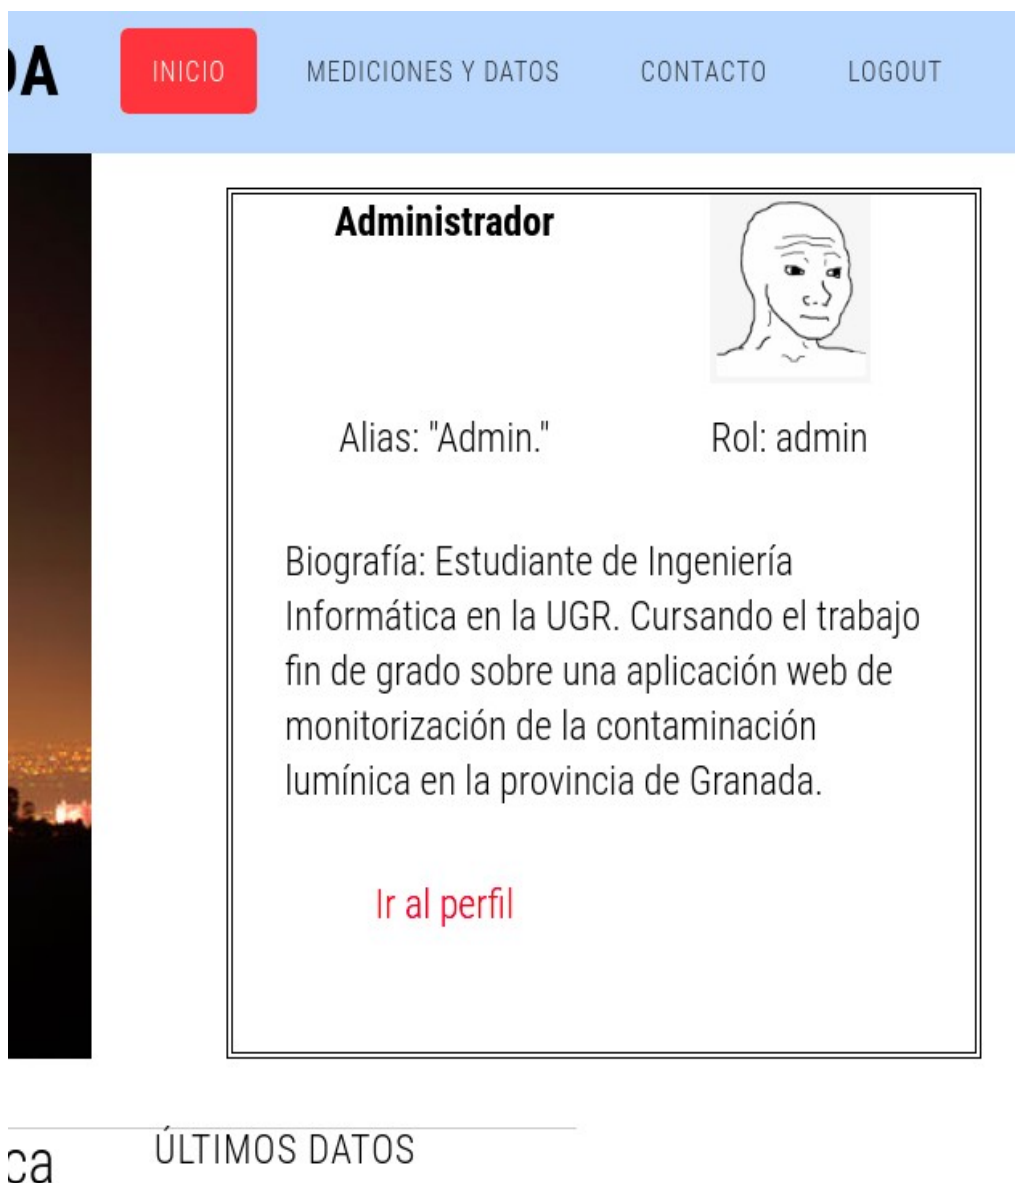 DA
INICIO
MEDICIONES Y DATOS
CONTACTO
LOGOUT
Administrador
Alias: "Admin."
Rol: admin
Biografía: Estudiante de Ingeniería
Informática en la UGR. Cursando el trabajo
fin de grado sobre una aplicación web de
monitorización de la contaminación
lumínica en la provincia de Granada.
Ir al perfil
ca
ÚLTIMOS DATOS